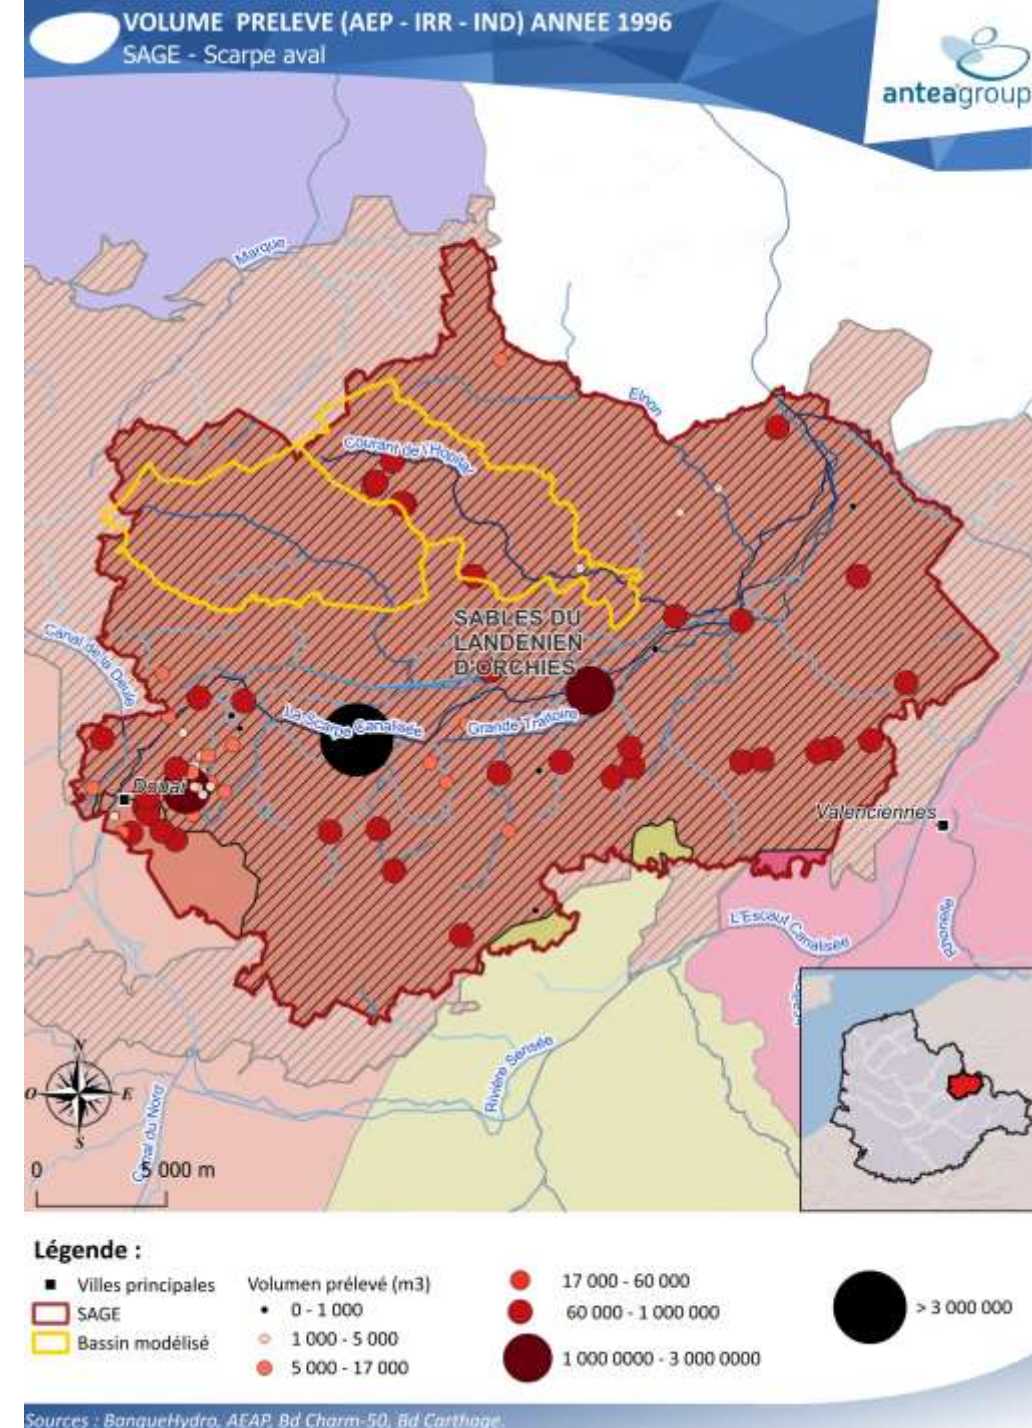 VOLUME PRELEVE (AEP - IRR - IND) ANNEE 1996
SAGE - Scarpe aval
anteagroup
Marque
Elnon
Courant de l'Hopital
Canal de la Deule
SABLES DU
LANDENIEN
D'ORCHIES
La Scarpe Canalisée
Grande Traitoire
Douai
Valenciennes
L'Escaut Canalisée
Rhonelle
Rivière Sensée
Canal du Nord
N
O
E
S
0
5 000 m
Légende :
Villes principales
SAGE
Bassin modélisé
Volumen prélevé (m3)
0 - 1 000
1 000 - 5 000
5 000 - 17 000
17 000 - 60 000
60 000 - 1 000 000
1 000 0000 - 3 000 0000
> 3 000 000
Sources : BanqueHydro, AEAP, Bd Charm-50, Bd Carthage.